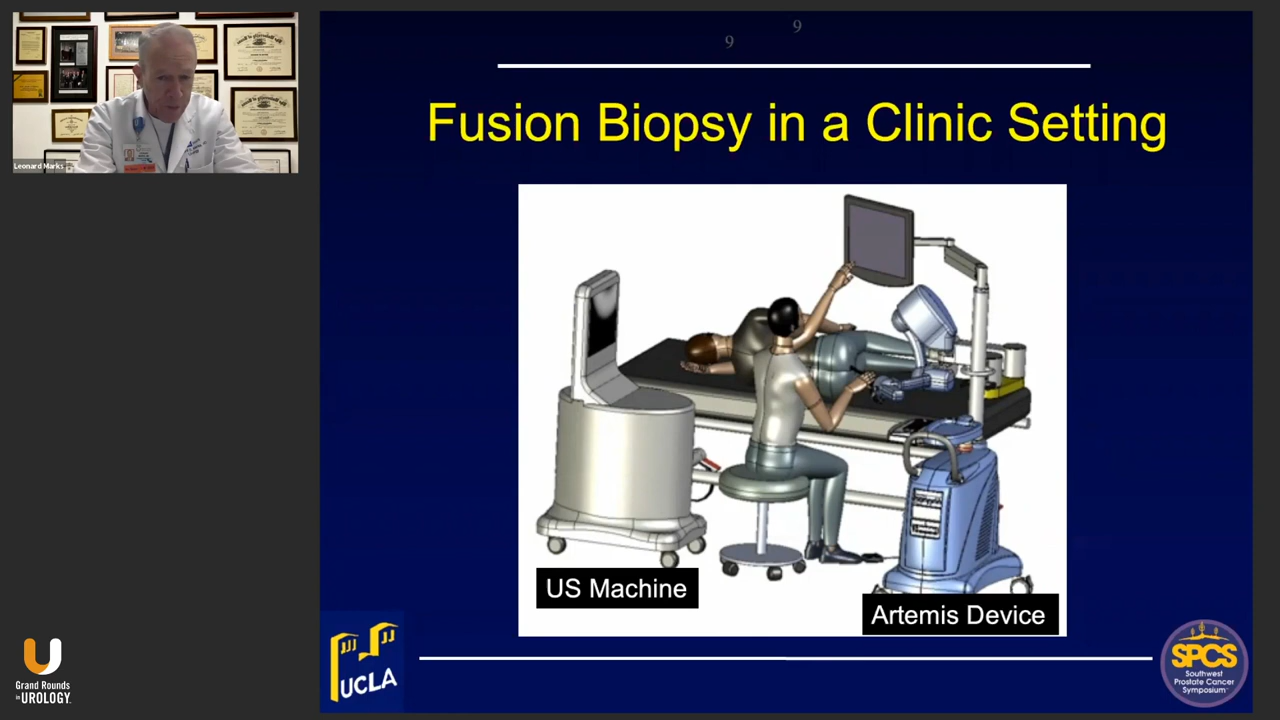 9
9
Fusion Biopsy in a Clinic Setting
Leonard Marks
US Machine
Artemis Device
UCLA
Grand Rounds
in UROLOGY
SPCS
Southwest
Prostate Cancer
Symposium